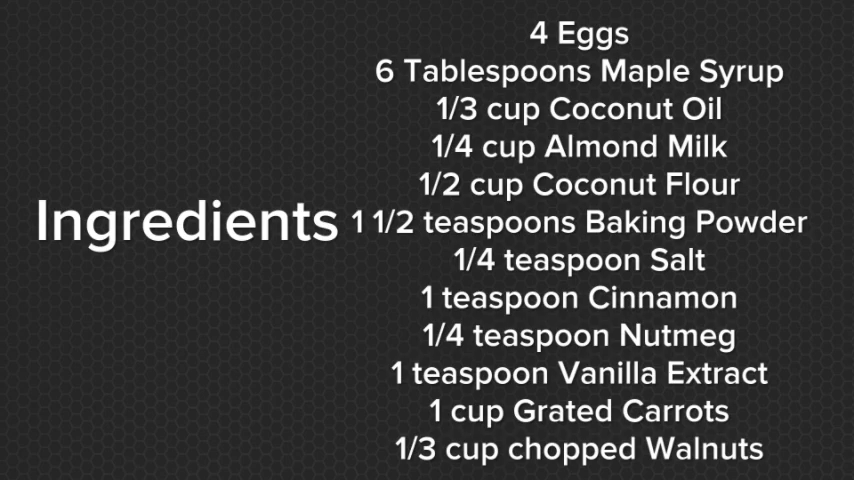 4 Eggs
6 Tablespoons Maple Syrup
1/3 cup Coconut Oil
1/4 cup Almond Milk
1/2 cup Coconut Flour
Ingredients
1 1/2 teaspoons Baking Powder
1/4 teaspoon Salt
1 teaspoon Cinnamon
1/4 teaspoon Nutmeg
1 teaspoon Vanilla Extract
1 cup Grated Carrots
1/3 cup chopped Walnuts